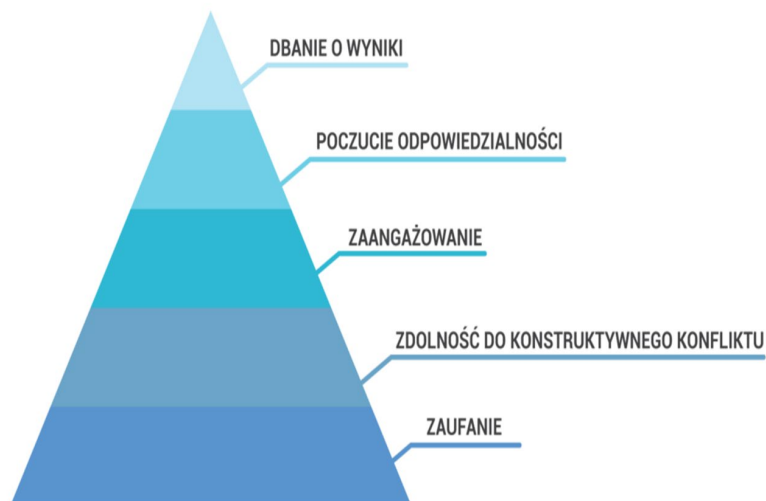 DBANIE O WYNIKI
POCZUCIE ODPOWIEDZIALNOŚCI
ZAANGAŻOWANIE
ZDOLNOŚĆ DO KONSTRUKTYWNEGO KONFLIKTU
ZAUFANIE